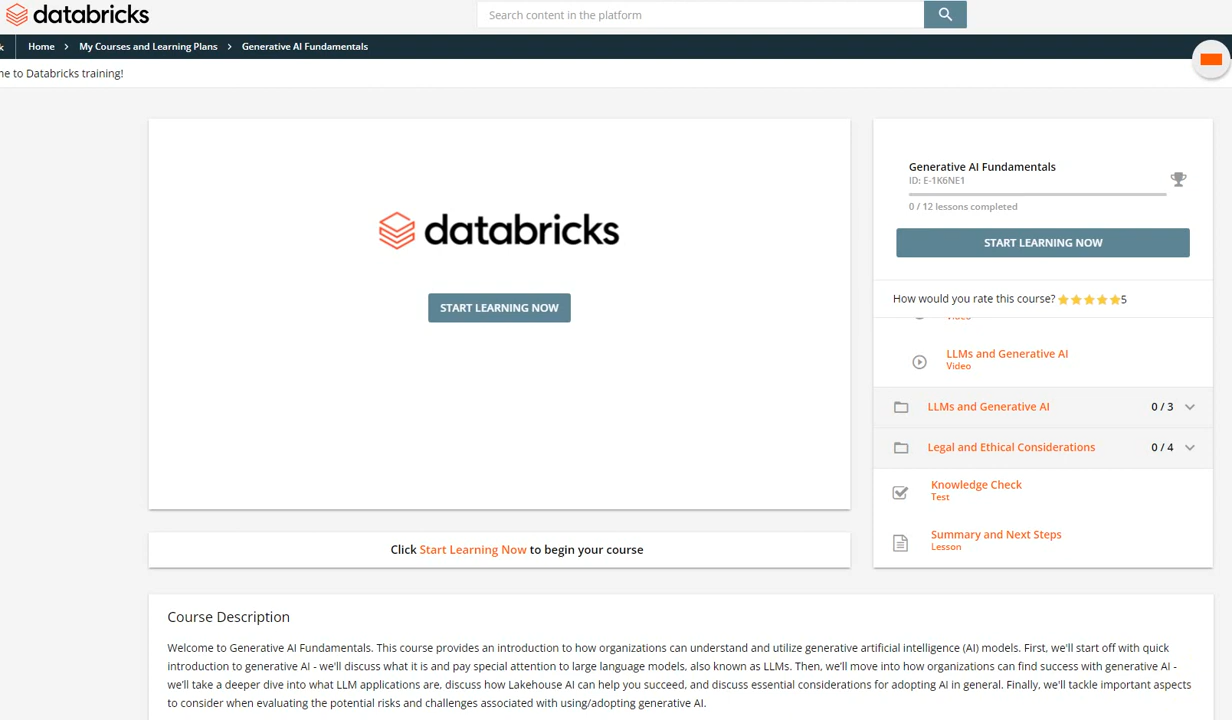 databricks
Search content in the platform
Home > My Courses and Learning Plans > Generative AI Fundamentals
to Databricks training!
databricks
START LEARNING NOW
Click Start Learning Now to begin your course
Generative AI Fundamentals
ID: E-1K6NE1
0 / 12 lessons completed
START LEARNING NOW
How would you rate this course? 5
Video
LLMs and Generative AI
Video
LLMs and Generative AI 0 / 3
Legal and Ethical Considerations 0 / 4
Knowledge Check
Test
Summary and Next Steps
Lesson
Course Description
Welcome to Generative AI Fundamentals. This course provides an introduction to how organizations can understand and utilize generative artificial intelligence (AI) models. First, we'll start off with quick
introduction to generative AI - we'll discuss what it is and pay special attention to large language models, also known as LLMs. Then, we'll move into how organizations can find success with generative AI -
we'll take a deeper dive into what LLM applications are, discuss how Lakehouse AI can help you succeed, and discuss essential considerations for adopting AI in general. Finally, we'll tackle important aspects
to consider when evaluating the potential risks and challenges associated with using/adopting generative AI.